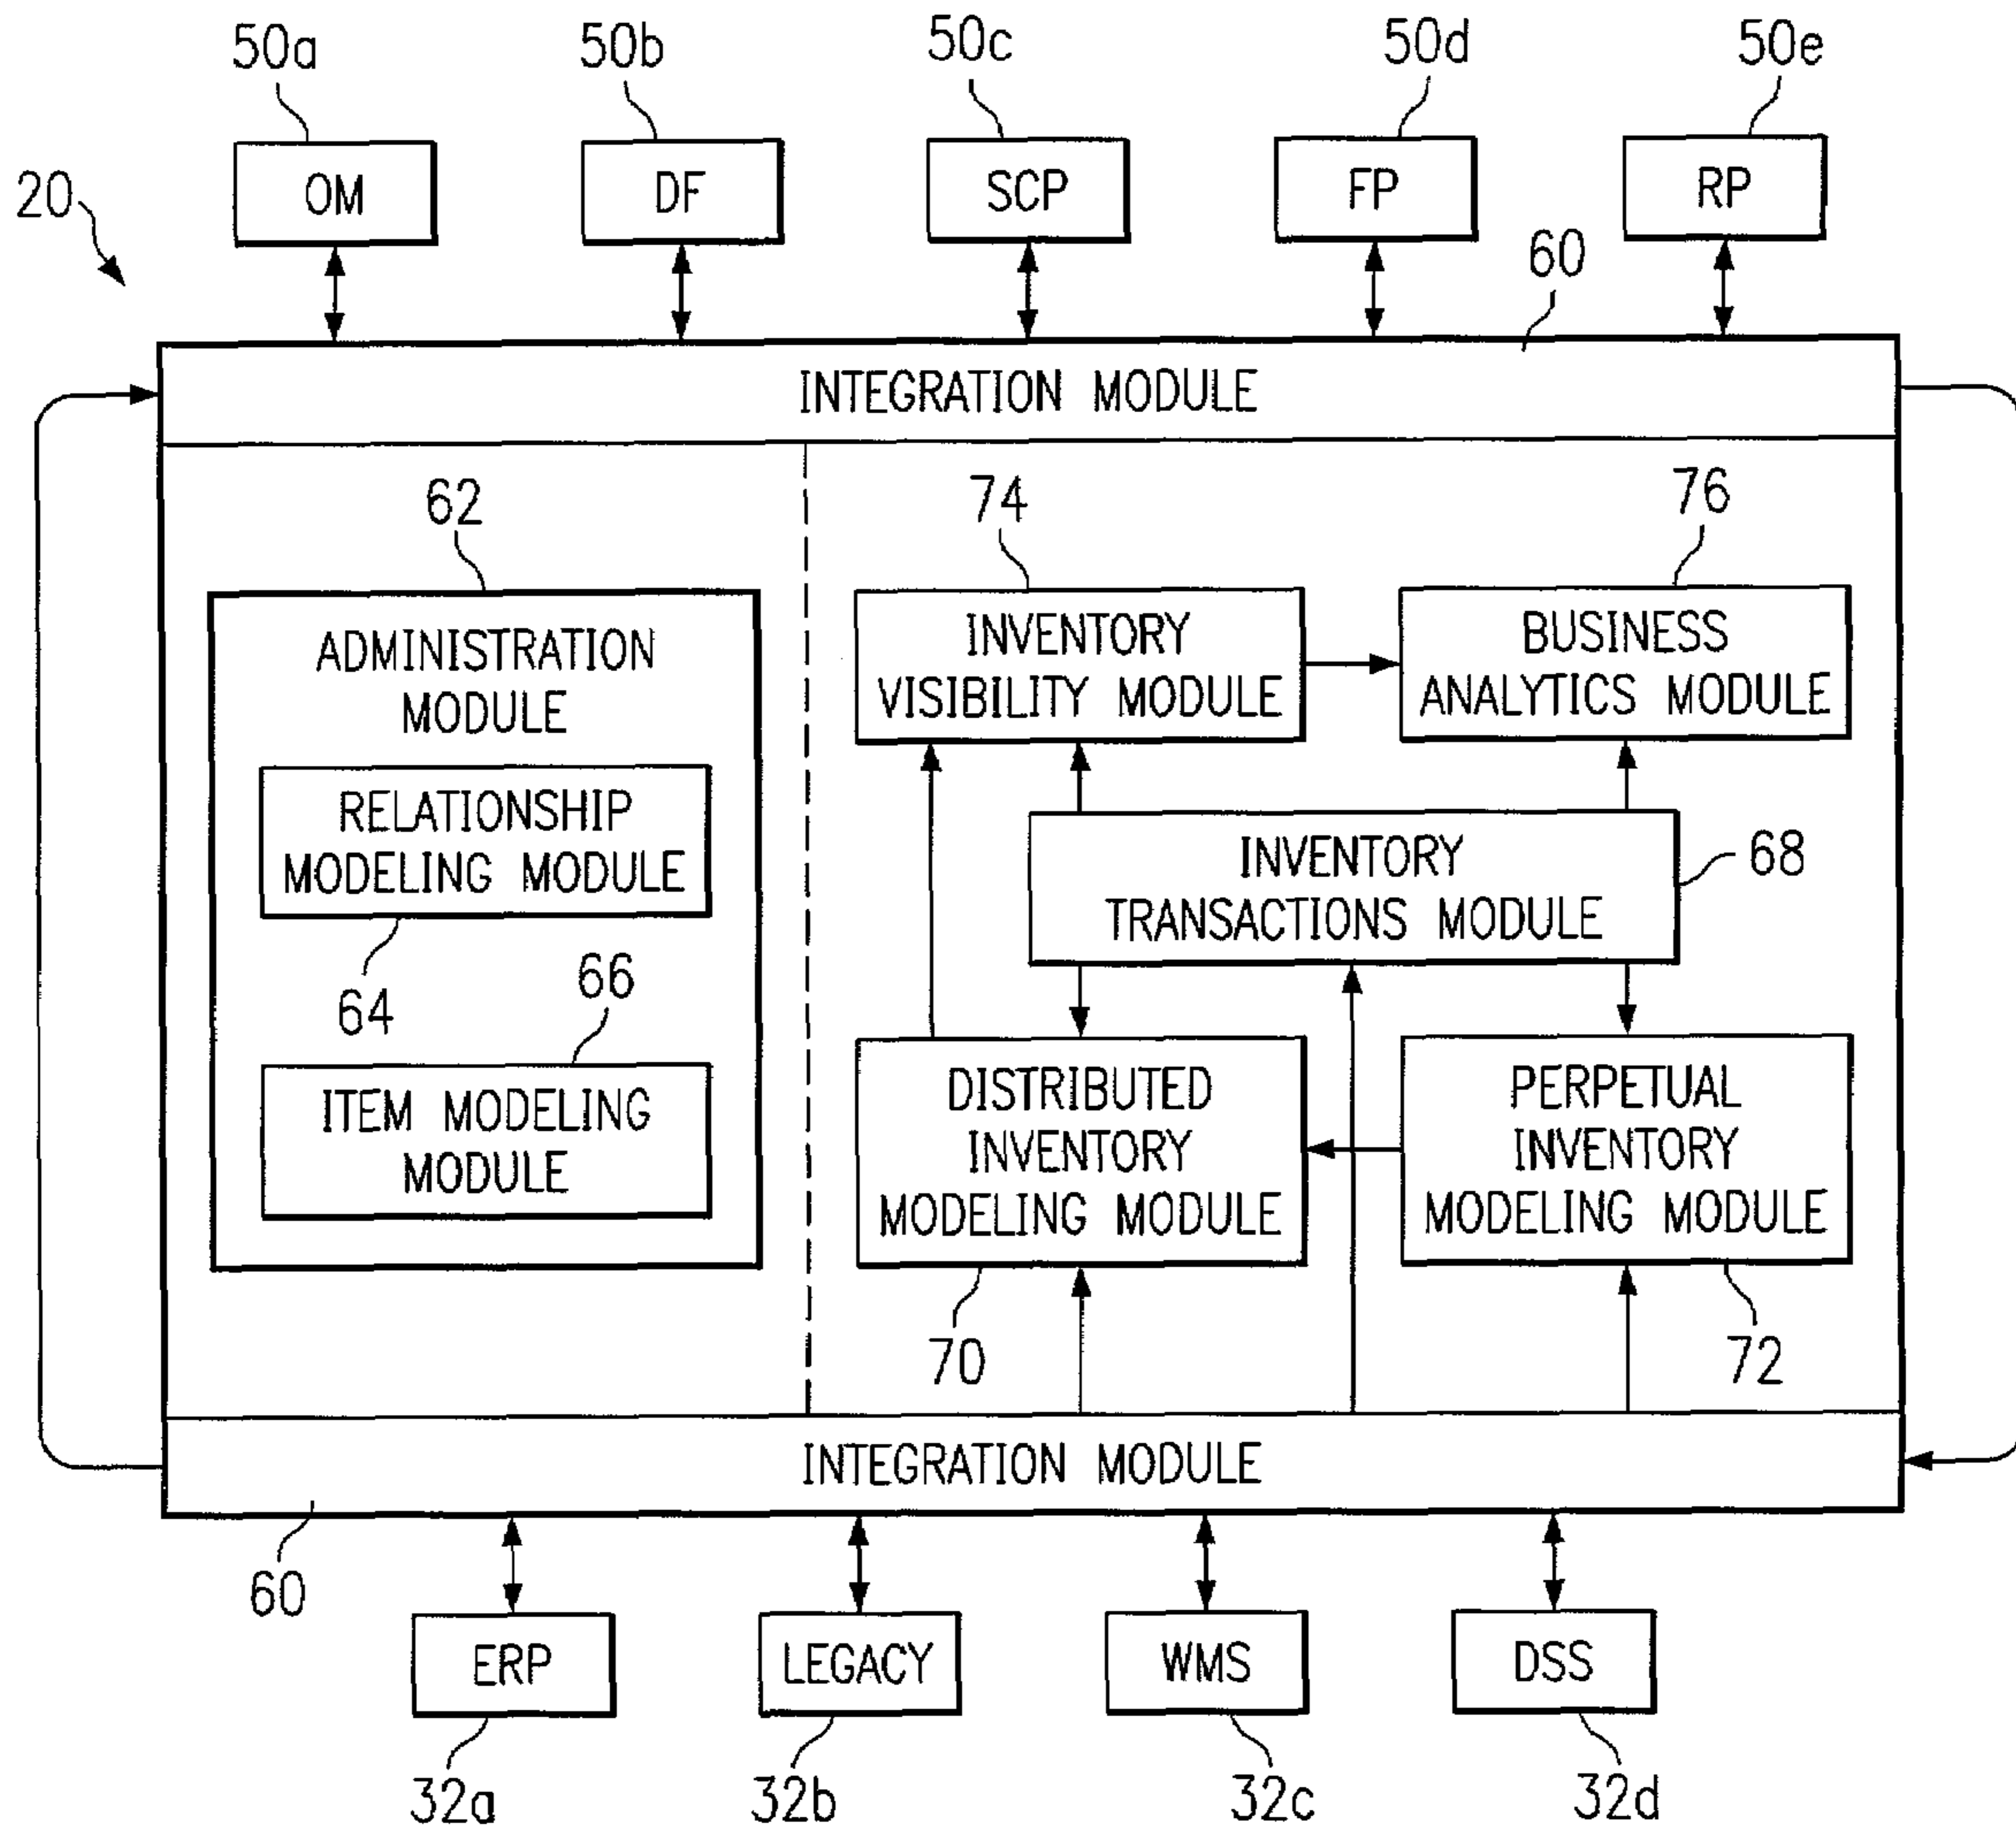 50a
50b
50c
50d
50e
20
OM
DF
SCP
FP
RP
60
INTEGRATION MODULE
62
74
76
ADMINISTRATION
MODULE
INVENTORY
VISIBILITY MODULE
BUSINESS
ANALYTICS MODULE
RELATIONSHIP
MODELING MODULE
64
INVENTORY
TRANSACTIONS MODULE
68
66
ITEM MODELING
MODULE
DISTRIBUTED
INVENTORY
MODELING MODULE
PERPETUAL
INVENTORY
MODELING MODULE
70
72
INTEGRATION MODULE
60
ERP
LEGACY
WMS
DSS
32a
32b
32c
32d